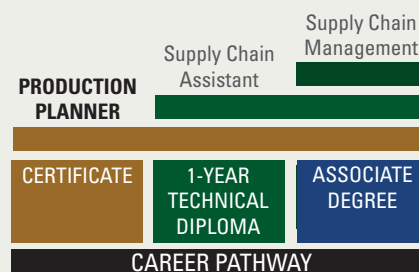 Supply Chain
Management
Supply Chain
Assistant
PRODUCTION
PLANNER
CERTIFICATE
1-YEAR
TECHNICAL
DIPLOMA
ASSOCIATE
DEGREE
CAREER PATHWAY